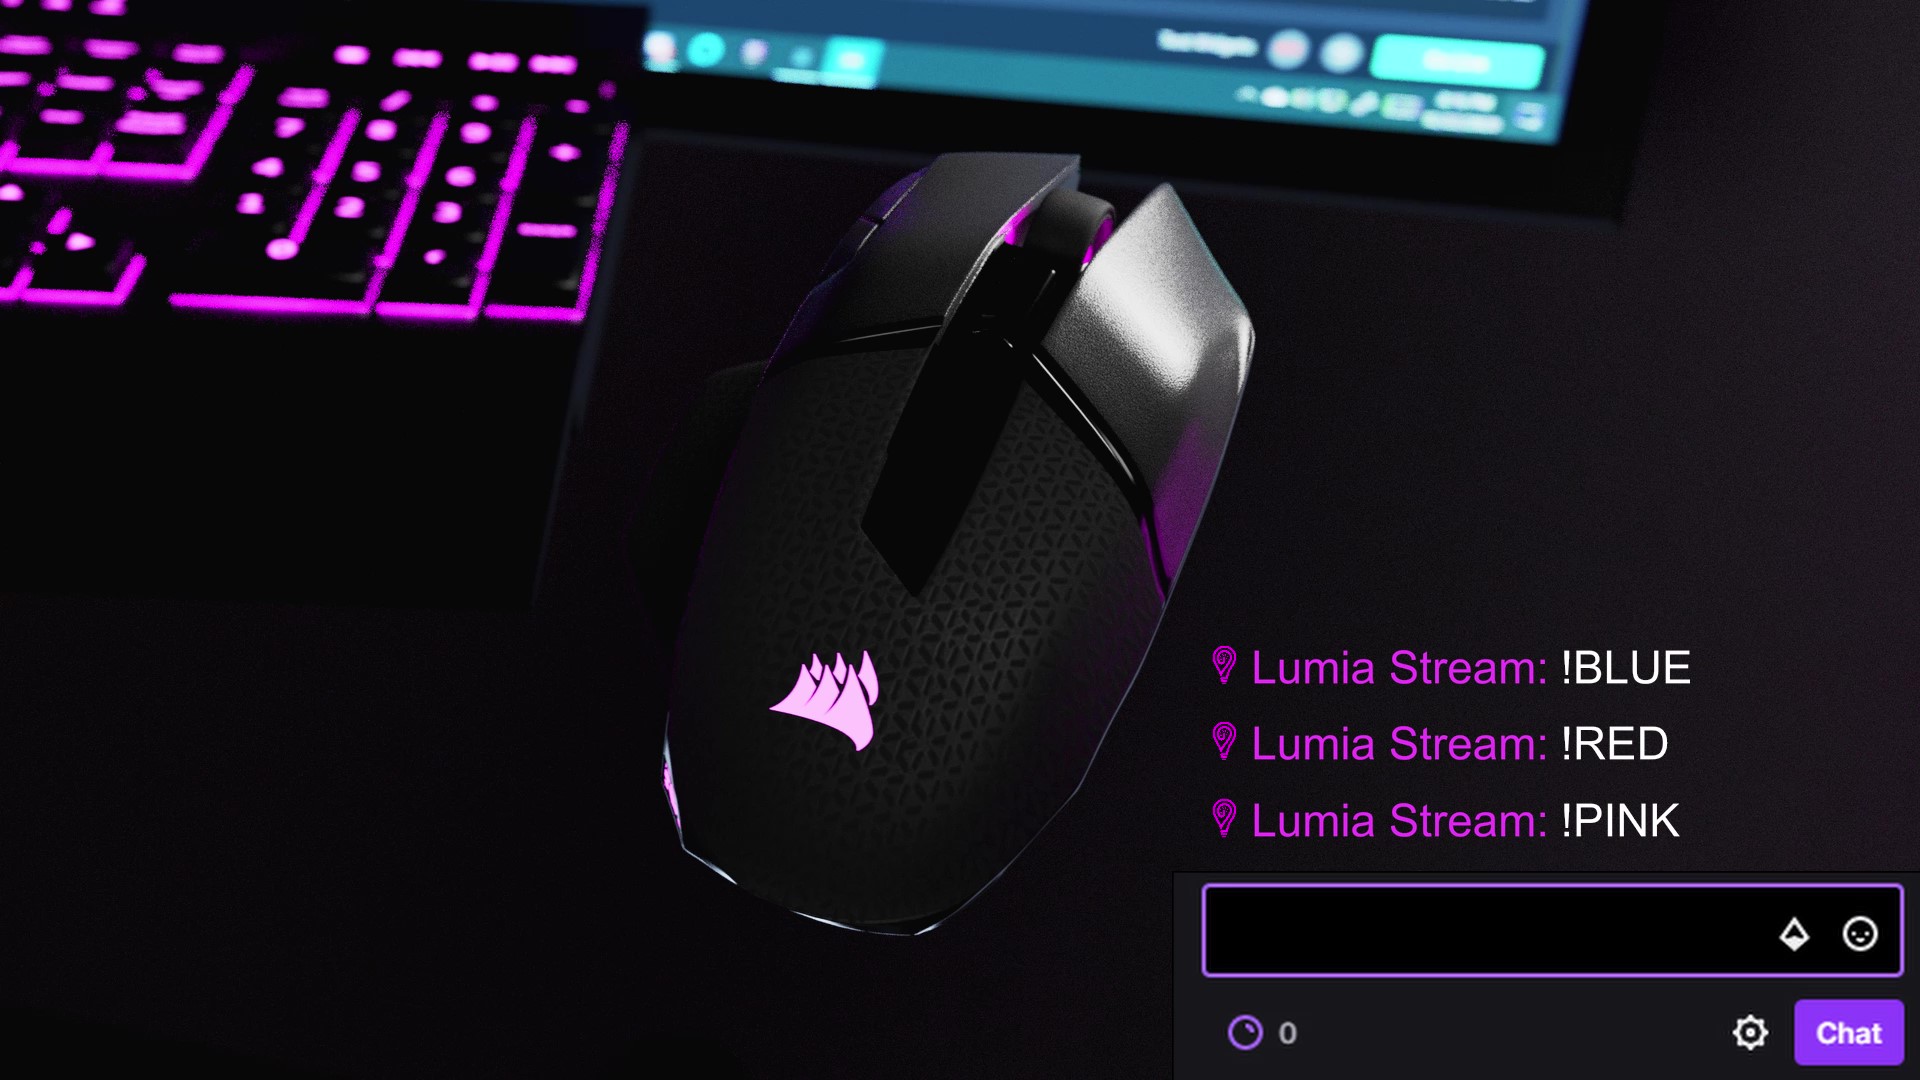 Lumia Stream: !BLUE
Lumia Stream: !RED
Lumia Stream: !PINK
0
Chat